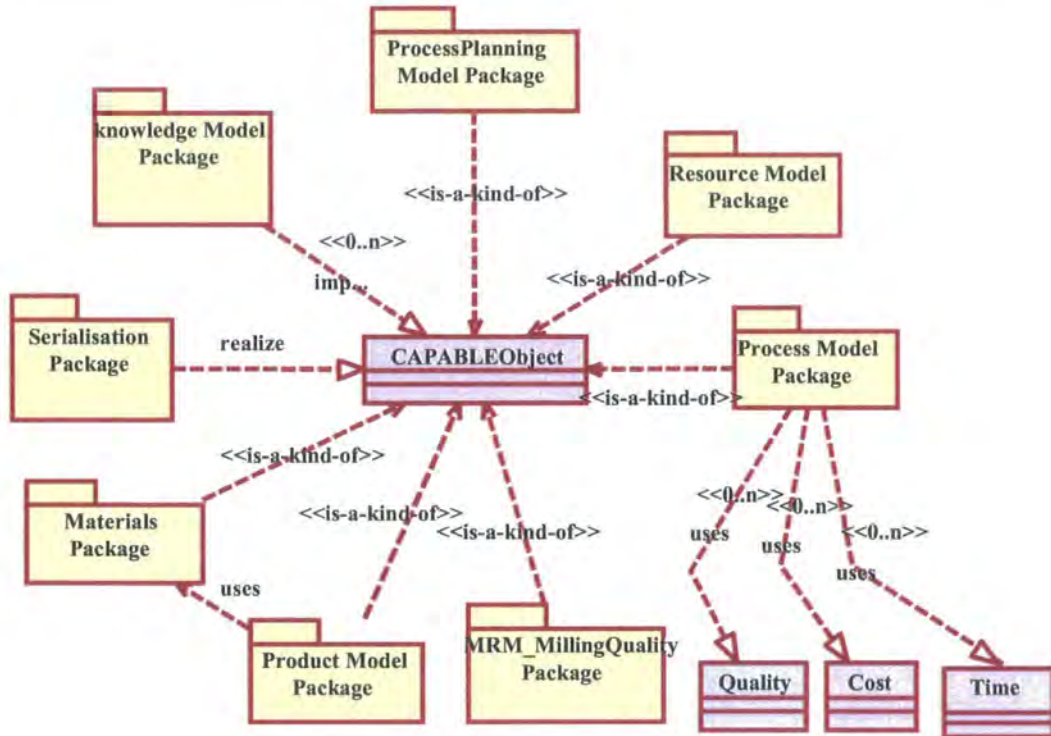 ProcessPlanning
Model Package
knowledge Model
Package
Resource Model
Package
<<is-a-kind-of>>
<<0..n>>
<<is-a-kind-of>>
imp...
Serialisation
Package
realize
CAPABLEObject
Process Model
Package
<<is-a-kind-of>>
<<is-a-kind-of>>
Materials
Package
<<is-a-kind-of>>
<<is-a-kind-of>>
<<0..n>>
<<0..n>>
<<0..n>>
uses
uses
uses
uses
Product Model
Package
MRM_MillingQuality
Package
Quality
Cost
Time